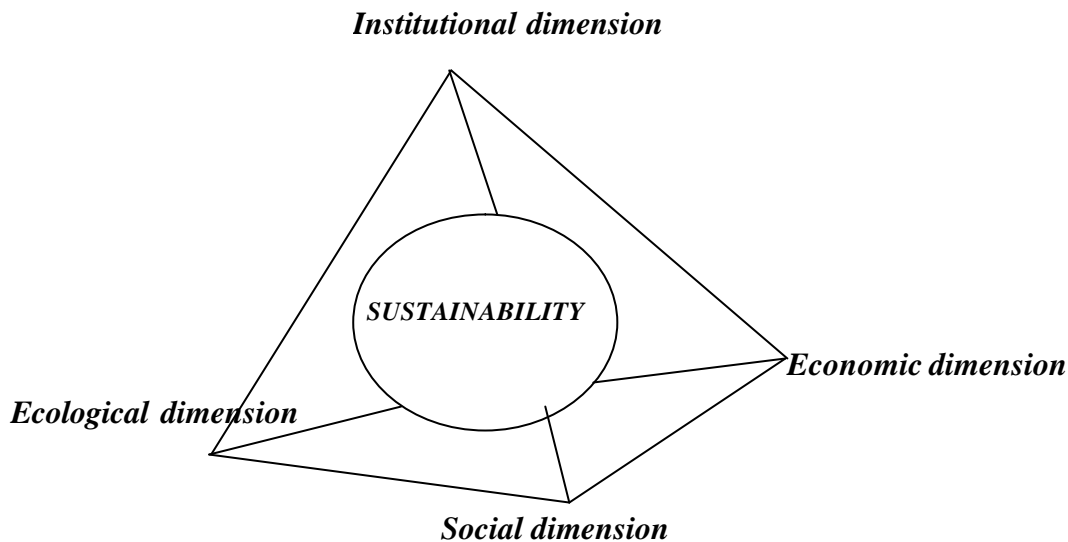 Institutional dimension
SUSTAINABILITY
Economic dimension
Ecological dimension
Social dimension